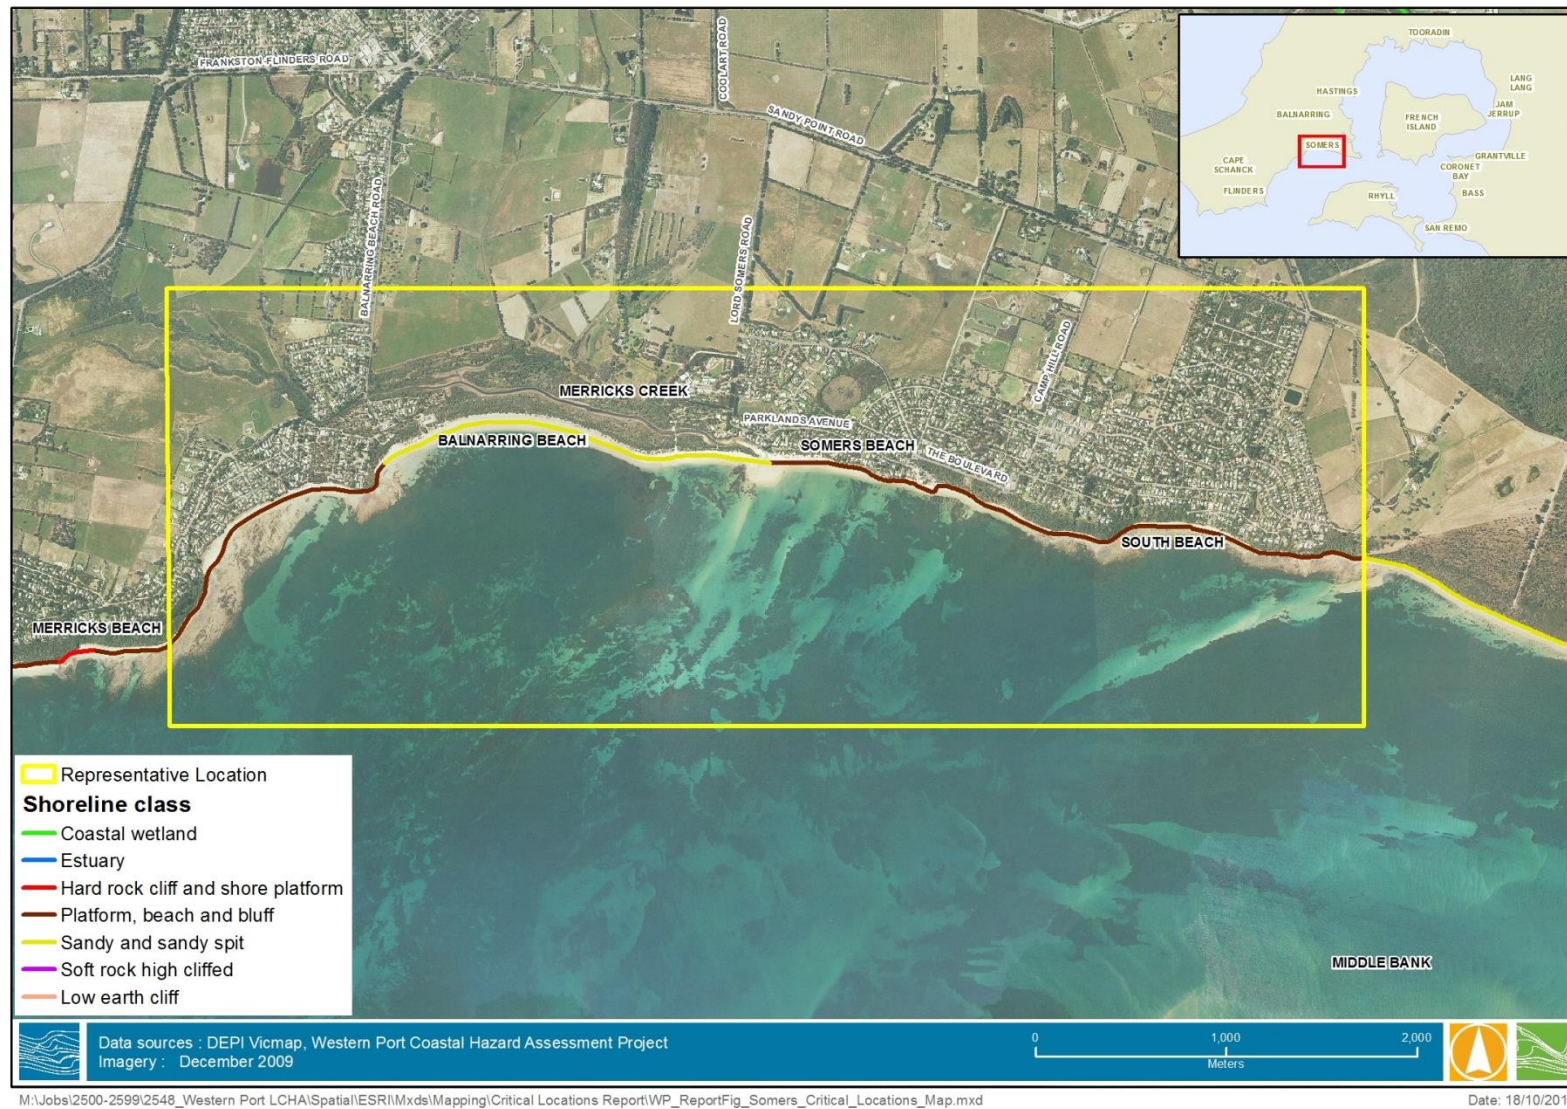 FRANKSTON-FLINDERS ROAD
COOLART ROAD
SANDY POINT ROAD
BALNARRING BEACH ROAD
LORD SOMERS ROAD
CAMP HILL ROAD
MERRICKS CREEK
PARKLANDS AVENUE
BALNARRING BEACH
SOMERS BEACH
THE BOULEVARD
SOUTH BEACH
MERRICKS BEACH
MIDDLE BANK
TOORADIN
LANG
LANG
HASTINGS
JAM
JERRUP
BALNARRING
FRENCH
ISLAND
SOMERS
GRANTVILLE
CAPE
SCHANCK
CORONET
BAY
FLINDERS
RHYLL
BASS
SAN REMO
Representative Location
Shoreline class
Coastal wetland
Estuary
Hard rock cliff and shore platform
Platform, beach and bluff
Sandy and sandy spit
Soft rock high cliffed
Low earth cliff
Data sources : DEPI Vicmap, Western Port Coastal Hazard Assessment Project
Imagery : December 2009
0 1,000 2,000
Meters
M:\Jobs\2500-2599\2548_Western Port LCHA\Spatial\ESRI\Mxds\Mapping\Critical Locations Report\WP_ReportFig_Somers_Critical_Locations_Map.mxd
Date: 18/10/201